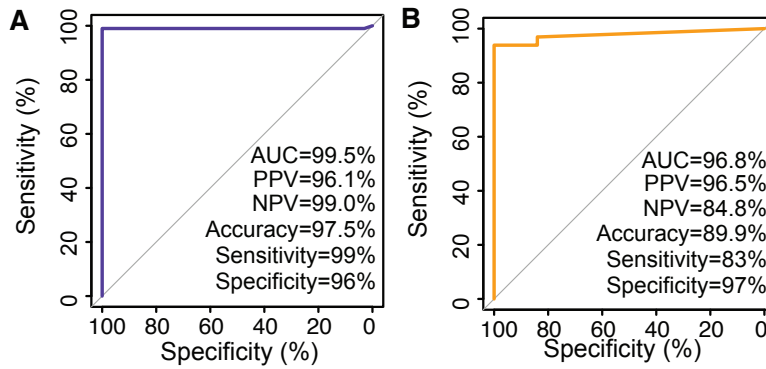 A
Sensitivity (%)
100
80
60
40
20
0
AUC=99.5%
PPV=96.1%
NPV=99.0%
Accuracy=97.5%
Sensitivity=99%
Specificity=96%
100 80 60 40 20 0
Specificity (%)
B
Sensitivity (%)
100
80
60
40
20
0
AUC=96.8%
PPV=96.5%
NPV=84.8%
Accuracy=89.9%
Sensitivity=83%
Specificity=97%
100 80 60 40 20 0
Specificity (%)